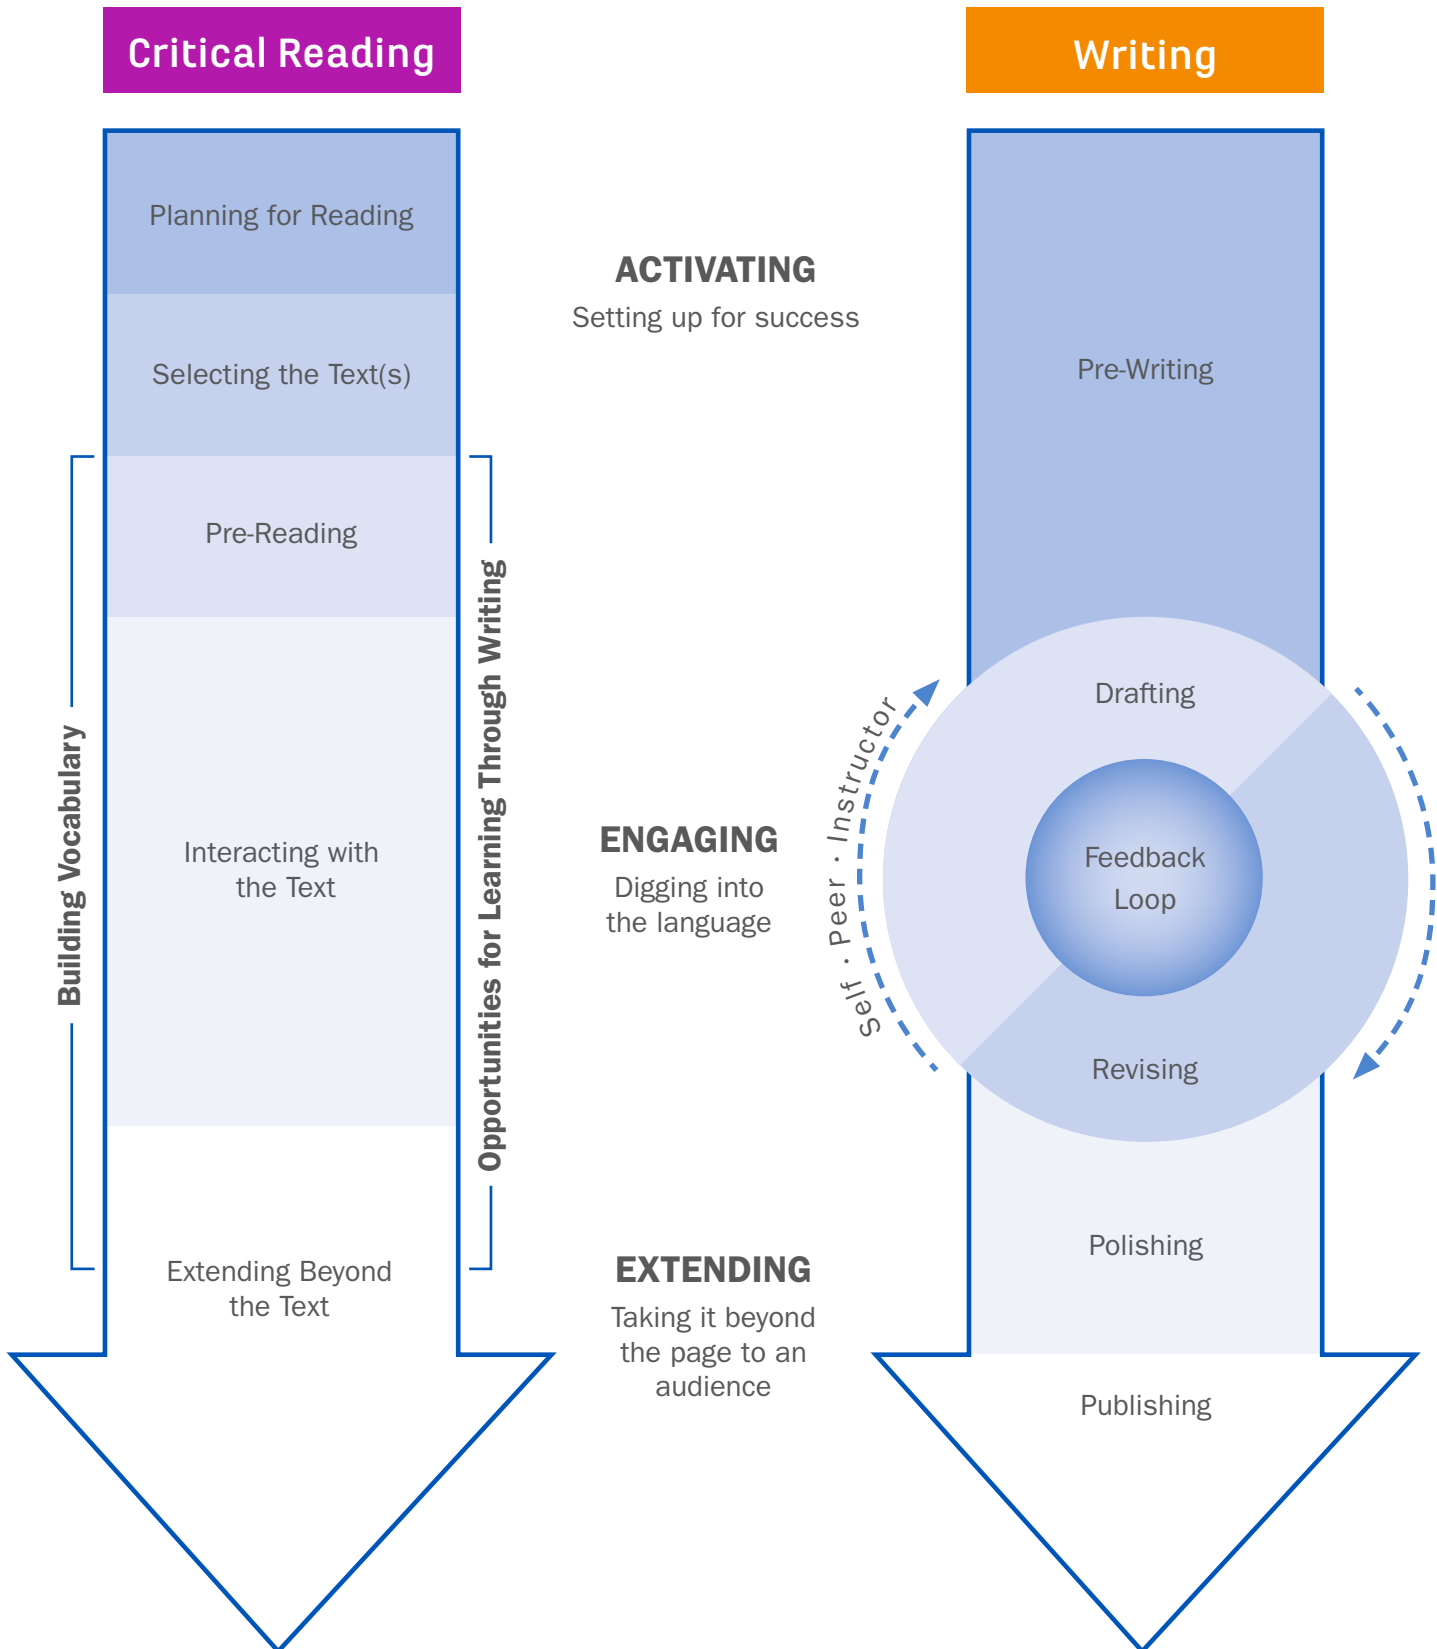 Critical Reading
Planning for Reading
Selecting the Text(s)
Pre-Reading
Interacting with
the Text
Extending Beyond
the Text
Building Vocabulary
Opportunities for Learning Through Writing
ACTIVATING
Setting up for success
ENGAGING
Digging into
the language
EXTENDING
Taking it beyond
the page to an
audience
Writing
Pre-Writing
Drafting
Feedback
Loop
Revising
Self · Peer · Instructor
Polishing
Publishing